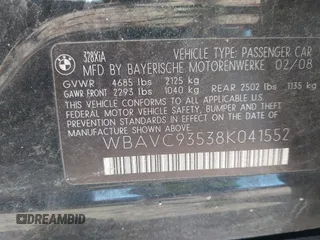 BMW
328XiA
VEHICLE TYPE: PASSENGER CAR
MFD BY BAYERISCHE MOTORENWERKE 02/08
GVWR 4685 lbs 2125 kg
GAWR FRONT 2293 lbs 1040 kg REAR 2502 lbs 1135 kg
THIS VEHICLE CONFORMS TO ALL APPLICABLE
FEDERAL MOTOR VEHICLE SAFETY, BUMPER,
AND THEFT PREVENTION STANDARDS IN EFFECT
ON THE DATE OF MANUFACTURE SHOWN ABOVE.
WBAVC93538K041552
DREAMBID